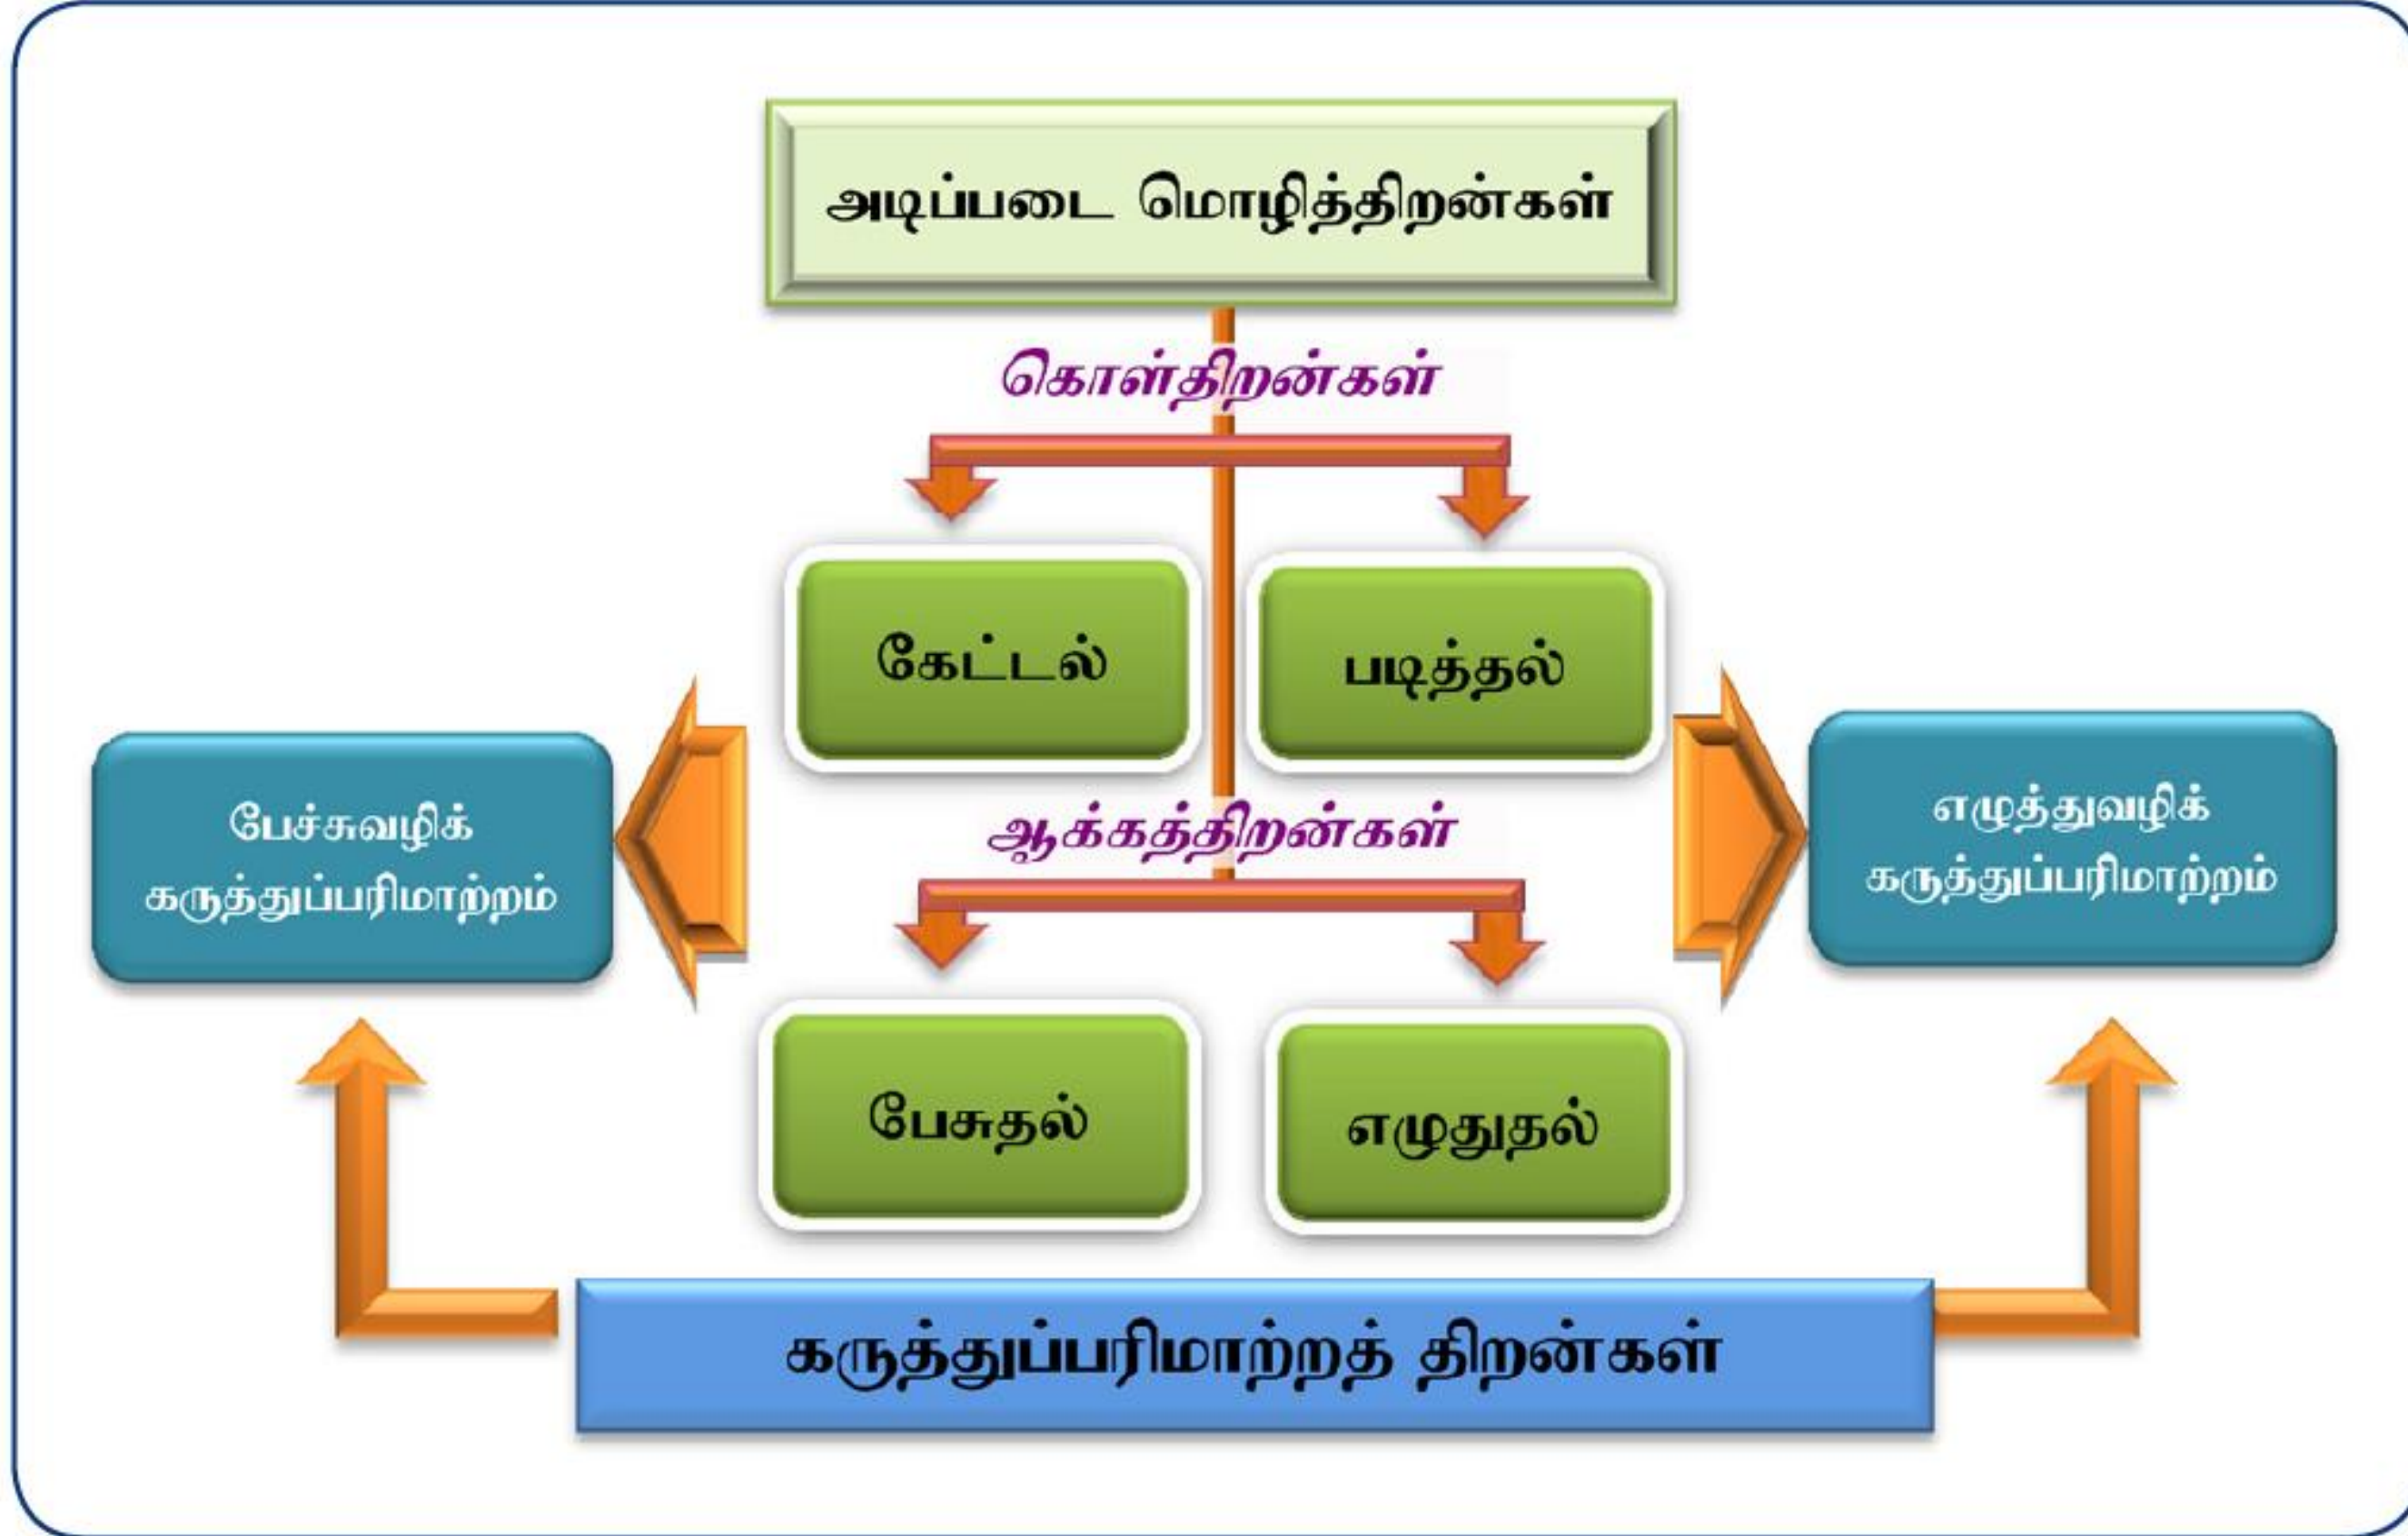 அடிப்படை மொழித்திறன்கள்
கொள்திறன்கள்
கேட்டல்
படித்தல்
பேச்சுவழிக்
கருத்துப்பரிமாற்றம்
எழுத்துவழிக்
கருத்துப்பரிமாற்றம்
ஆக்கத்திறன்கள்
பேசுதல்
எழுதுதல்
கருத்துப்பரிமாற்றத் திறன்கள்